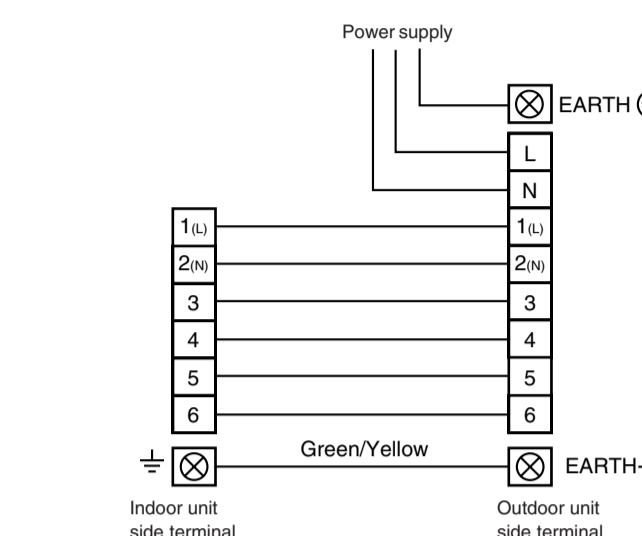 Power supply
EARTH
L
N
1(L) 1(L)
2(N) 2(N)
3 3
4 4
5 5
6 6
Green/Yellow
EARTH-
Indoor unit
side terminal
Outdoor unit
side terminal